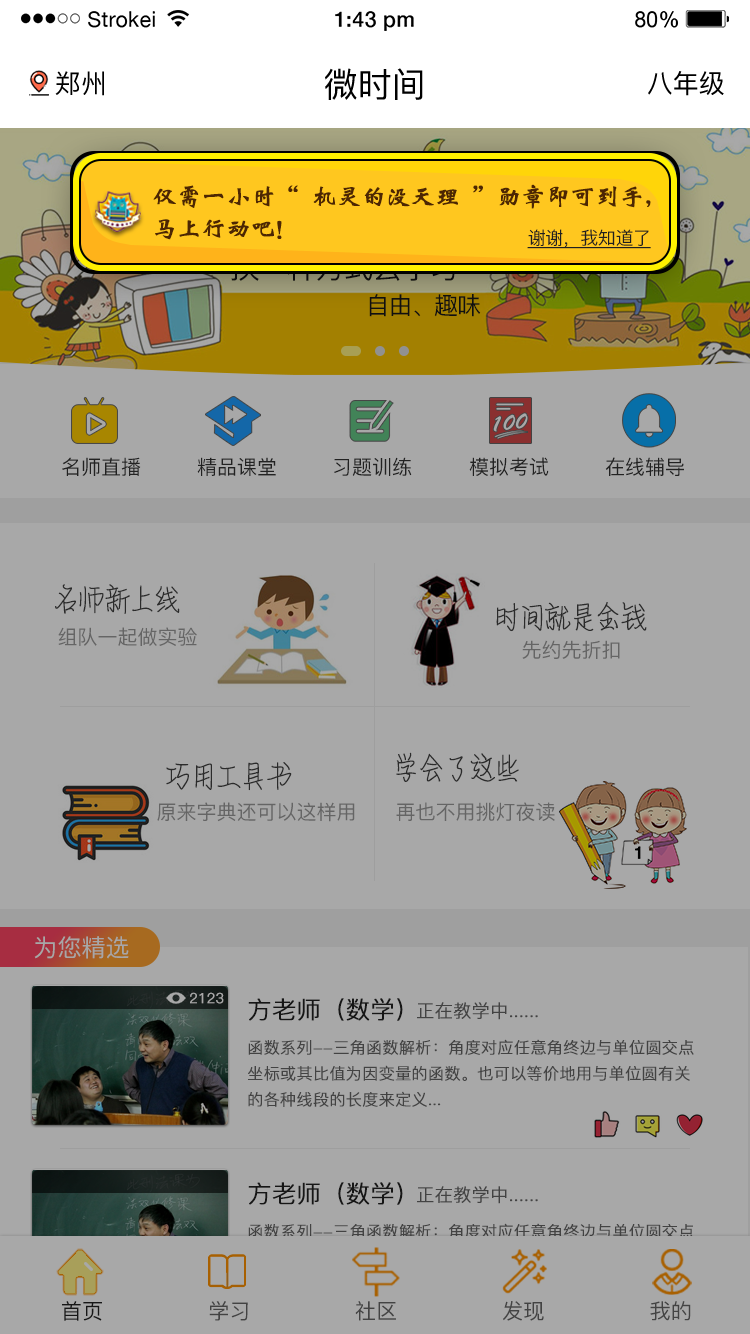 Strokei
1:43 pm
80%
郑州
微时间
八年级
仅需一小时“ 机灵的没天理 ”勋章即可到手，
马上行动吧！
谢谢，我知道了
自由、趣味
名师直播
精品课堂
习题训练
100
模拟考试
在线辅导
名师新上线
组队一起做实验
时间就是金钱
先约先折扣
巧用工具书
原来字典还可以这样用
学会了这些
再也不用挑灯夜读
1
为您精选
2123
方老师（数学）正在教学中......
函数系列——三角函数解析：角度对应任意角终边与单位圆交点
坐标或其比值为因变量的函数。也可以等价地用与单位圆有关
的各种线段的长度来定义...
方老师（数学）正在教学中......
函数系列——三角函数解析：角度对应任意角终边与单位圆交点
首页
学习
社区
发现
我的